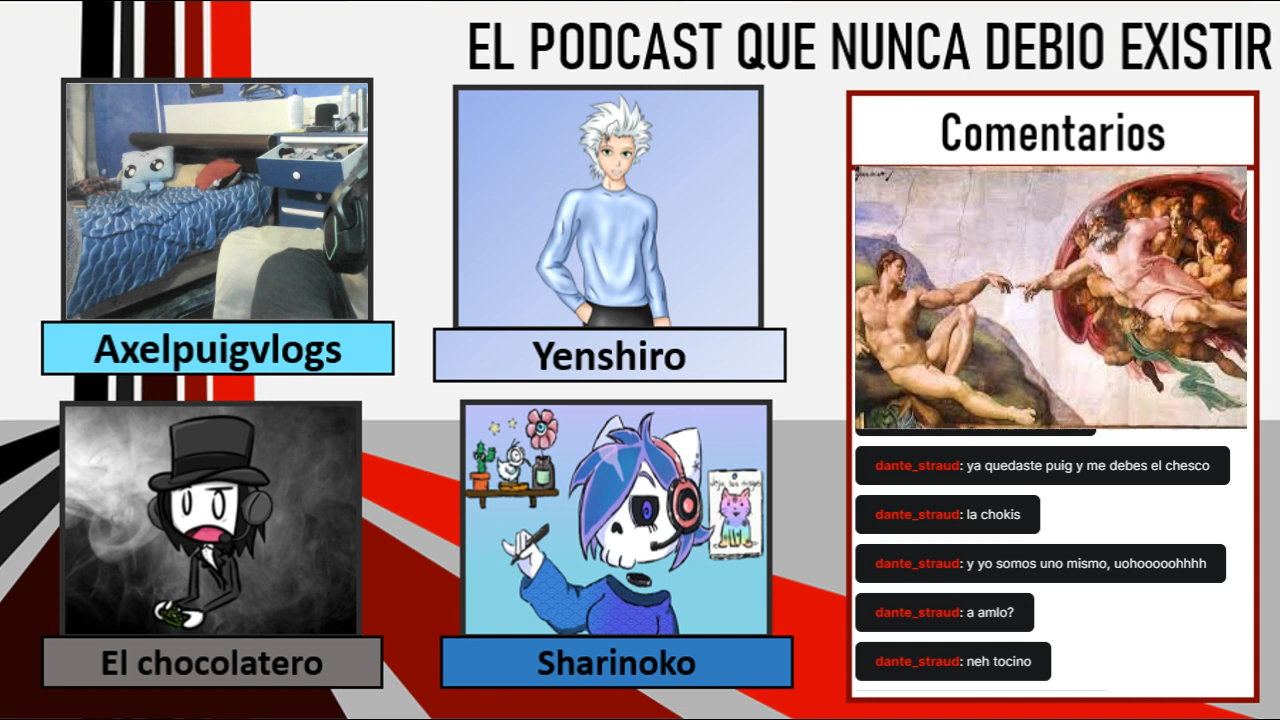 EL PODCAST QUE NUNCA DEBIO EXISTIR
Axelpuigvlogs
Yenshiro
El chocolatero
Sharinoko
Comentarios
dante_straud: ya quedaste puig y me debes el chesco
dante_straud: la chokis
dante_straud: y yo somos uno mismo, uohooooohhhh
dante_straud: a amlo?
dante_straud: neh tocino